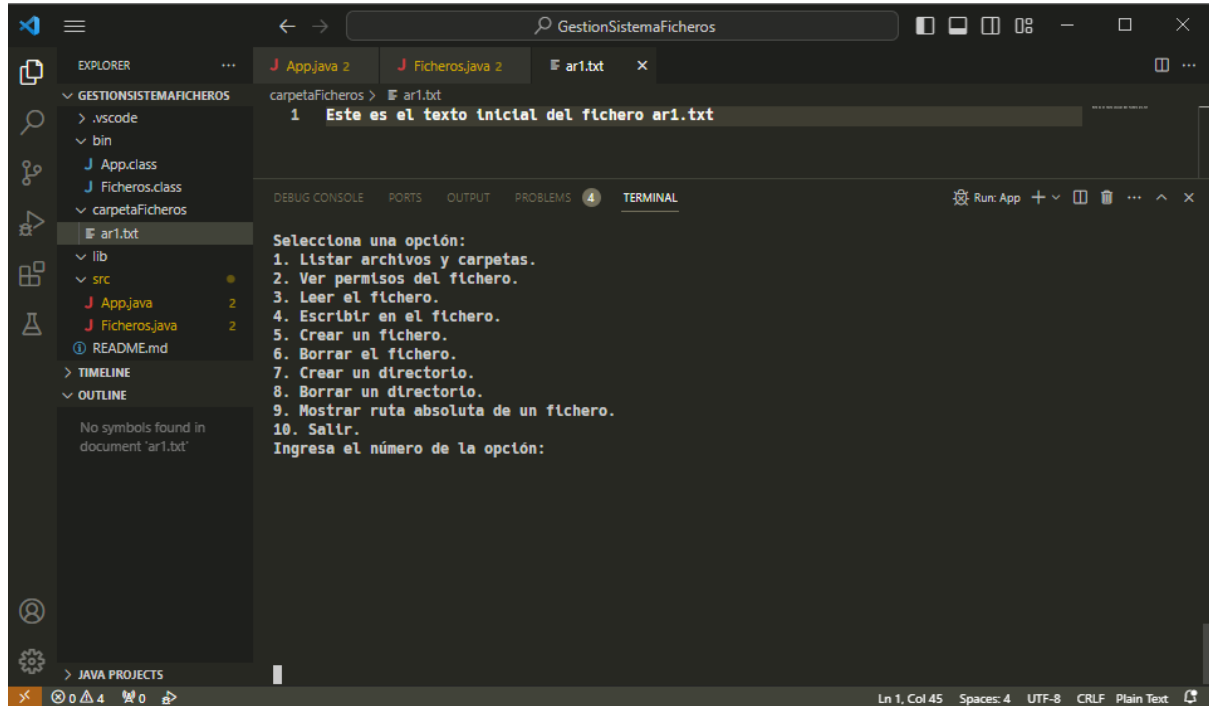 GestionSistemaFicheros
EXPLORER
App.java 2 Ficheros.java 2 ar1.txt
GESTIONSISTEMAFICHEROS
.vscode
bin
App.class
Ficheros.class
carpetaFicheros
ar1.txt
lib
src
App.java 2
Ficheros.java 2
README.md
TIMELINE
OUTLINE
No symbols found in
document 'ar1.txt'
JAVA PROJECTS
carpetaFicheros > ar1.txt
1 Este es el texto inicial del fichero ar1.txt
DEBUG CONSOLE PORTS OUTPUT PROBLEMS 4 TERMINAL Run: App
Selecciona una opción:
1. Listar archivos y carpetas.
2. Ver permisos del fichero.
3. Leer el fichero.
4. Escribir en el fichero.
5. Crear un fichero.
6. Borrar el fichero.
7. Crear un directorio.
8. Borrar un directorio.
9. Mostrar ruta absoluta de un fichero.
10. Salir.
Ingresa el número de la opción:
0 4 0 Ln 1, Col 45 Spaces: 4 UTF-8 CRLF Plain Text